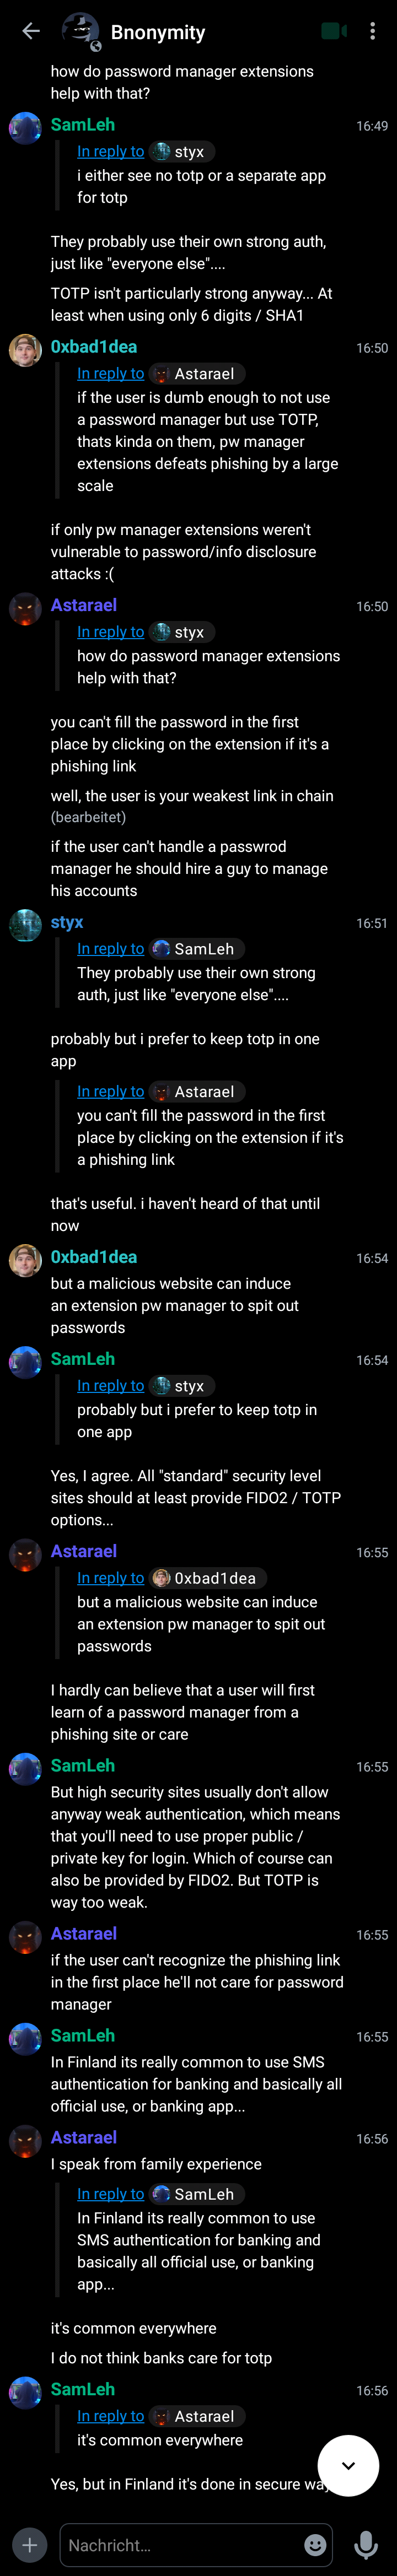 Bnonymity
how do password manager extensions
help with that?
SamLeh 16:49
In reply to styx
i either see no totp or a separate app
for totp
They probably use their own strong auth,
just like "everyone else"....
TOTP isn't particularly strong anyway... At
least when using only 6 digits / SHA1
0xbad1dea 16:50
In reply to Astarael
if the user is dumb enough to not use
a password manager but use TOTP,
thats kinda on them, pw manager
extensions defeats phishing by a large
scale
if only pw manager extensions weren't
vulnerable to password/info disclosure
attacks :(
Astarael 16:50
In reply to styx
how do password manager extensions
help with that?
you can't fill the password in the first
place by clicking on the extension if it's a
phishing link
well, the user is your weakest link in chain
(bearbeitet)
if the user can't handle a passwrod
manager he should hire a guy to manage
his accounts
styx 16:51
In reply to SamLeh
They probably use their own strong
auth, just like "everyone else"....
probably but i prefer to keep totp in one
app
In reply to Astarael
you can't fill the password in the first
place by clicking on the extension if it's
a phishing link
that's useful. i haven't heard of that until
now
0xbad1dea 16:54
but a malicious website can induce
an extension pw manager to spit out
passwords
SamLeh 16:54
In reply to styx
probably but i prefer to keep totp in
one app
Yes, I agree. All "standard" security level
sites should at least provide FIDO2 / TOTP
options...
Astarael 16:55
In reply to 0xbad1dea
but a malicious website can induce
an extension pw manager to spit out
passwords
I hardly can believe that a user will first
learn of a password manager from a
phishing site or care
SamLeh 16:55
But high security sites usually don't allow
anyway weak authentication, which means
that you'll need to use proper public /
private key for login. Which of course can
also be provided by FIDO2. But TOTP is
way too weak.
Astarael 16:55
if the user can't recognize the phishing link
in the first place he'll not care for password
manager
SamLeh 16:55
In Finland its really common to use SMS
authentication for banking and basically all
official use, or banking app...
Astarael 16:56
I speak from family experience
In reply to SamLeh
In Finland its really common to use
SMS authentication for banking and
basically all official use, or banking
app...
it's common everywhere
I do not think banks care for totp
SamLeh 16:56
In reply to Astarael
it's common everywhere
Yes, but in Finland it's done in secure
Nachricht...